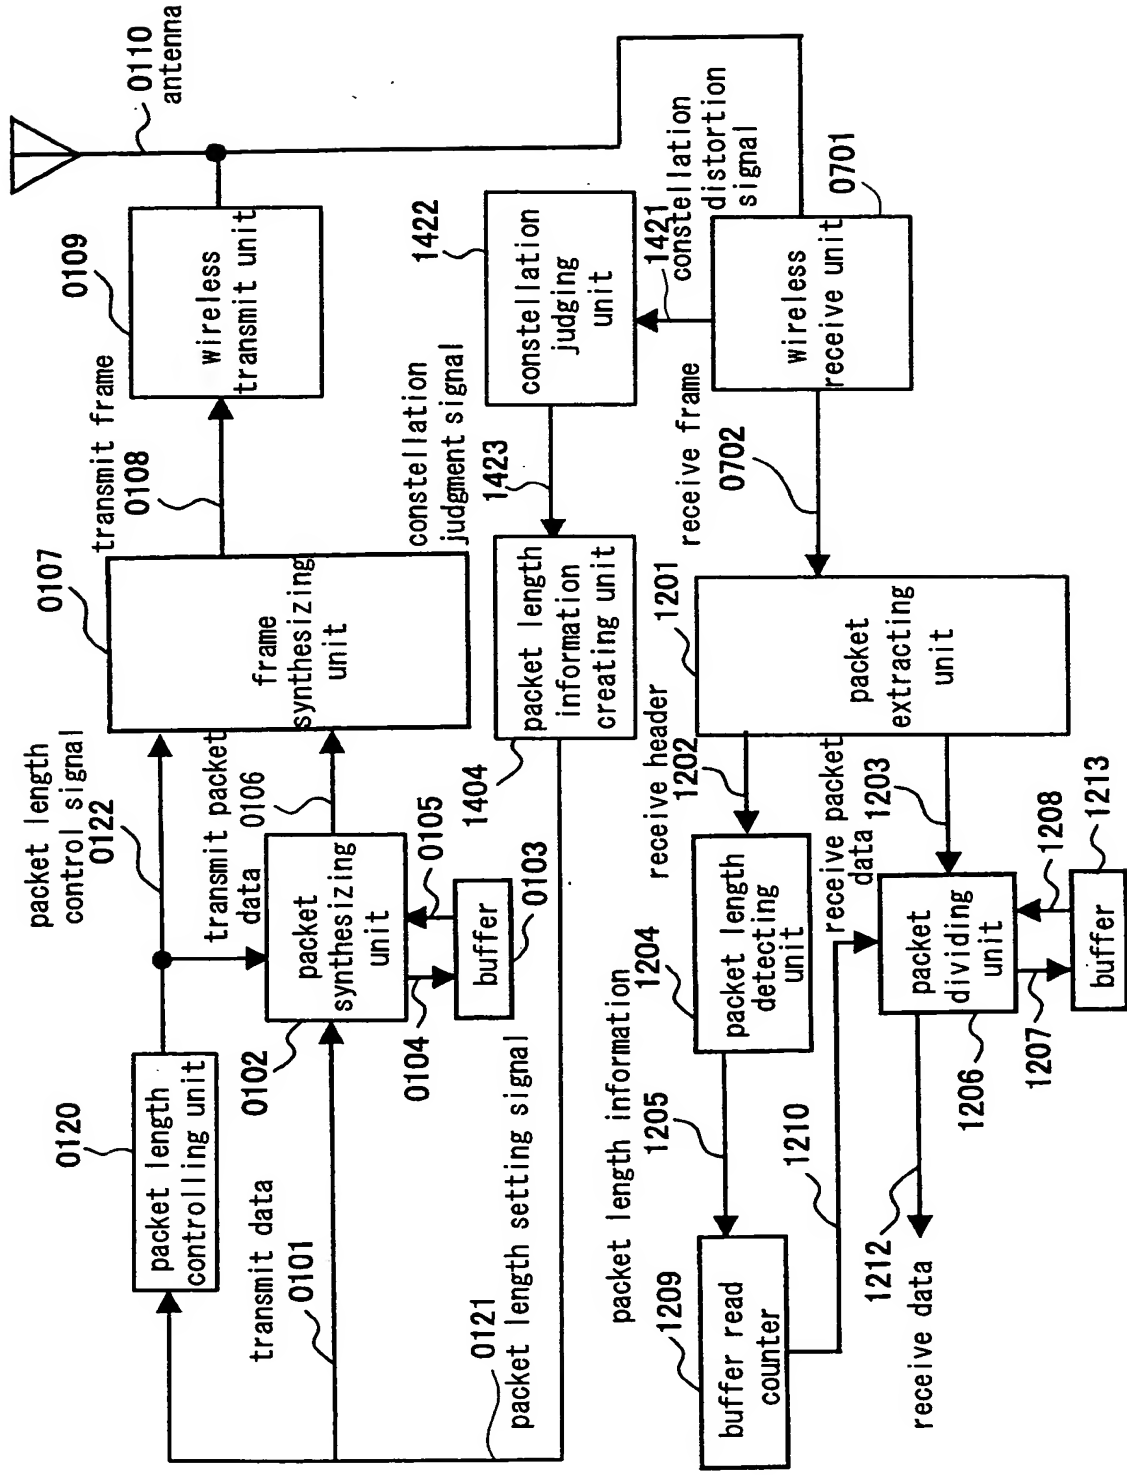 0110
antenna
0109
wireless
transmit unit
transmit frame
0108
0107
frame
synthesizing
unit
packet length
control signal
0122
transmit packet
data
0106
packet
synthesizing
unit
0102
0105
0104
buffer
0103
0120
packet length
controlling unit
transmit data
0101
0121
packet length setting signal
1422
constellation
judging
unit
constellation
judgment signal
1423
packet length
information
creating unit
1404
1421
constellation
distortion
signal
wireless
receive unit
0701
receive frame
0702
1201
packet
extracting
unit
receive header
1202
receive packet
data
1203
1204
packet length
detecting
unit
packet length information
1205
1209
buffer read
counter
1210
packet
dividing
unit
1206
1208
1207
buffer
1213
1212
receive data